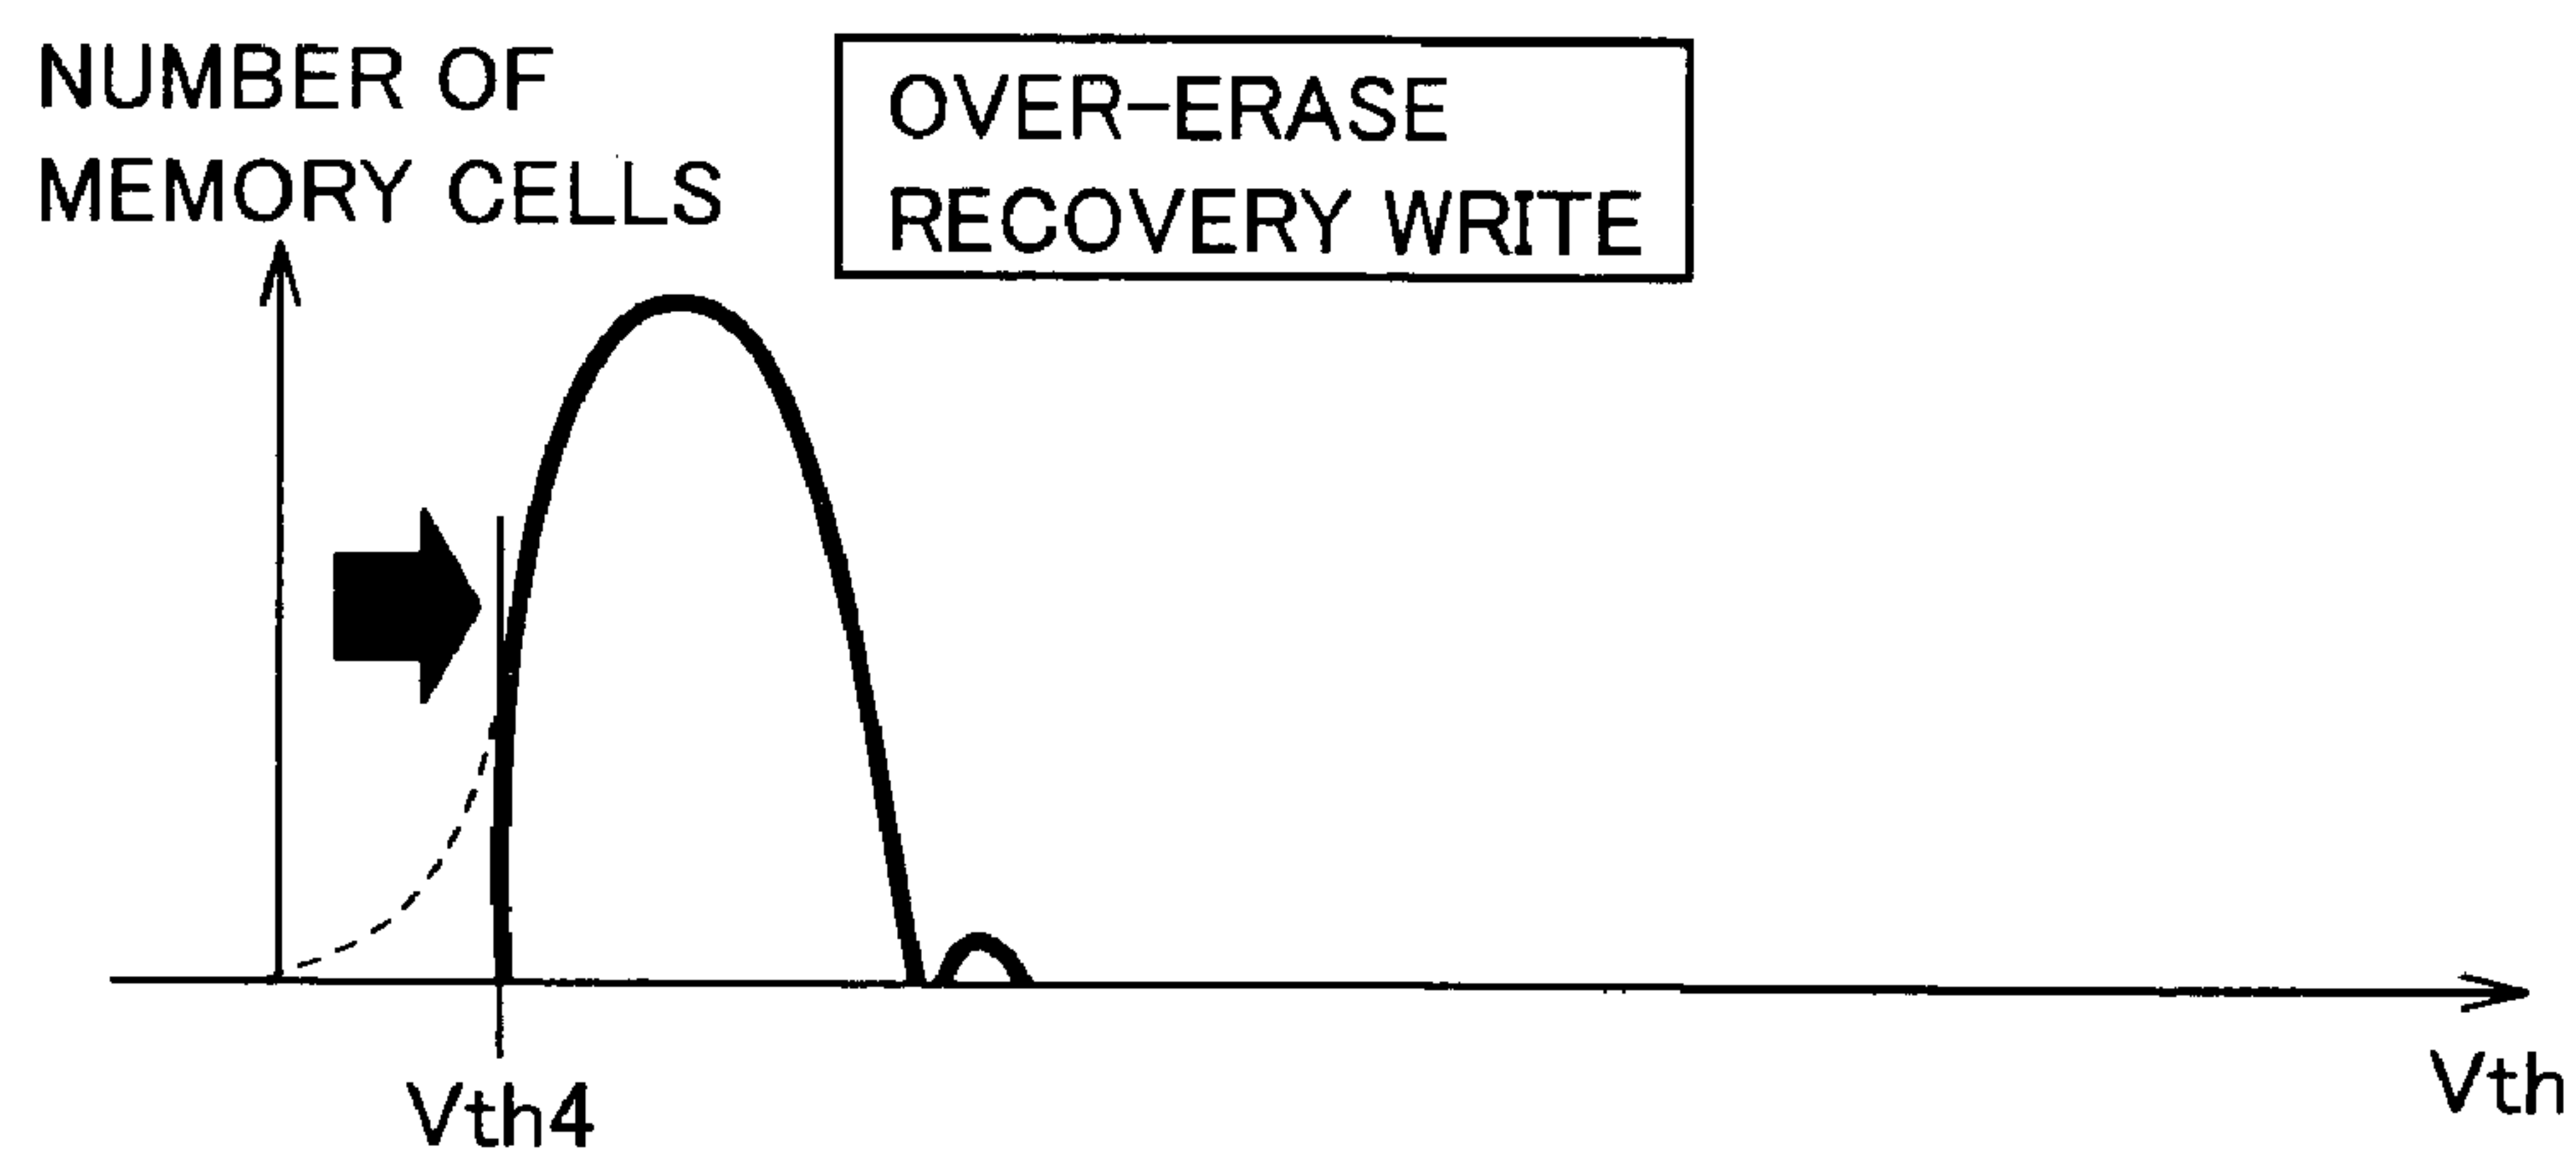 NUMBER OF
MEMORY CELLS
OVER-ERASE
RECOVERY WRITE
Vth4
Vth